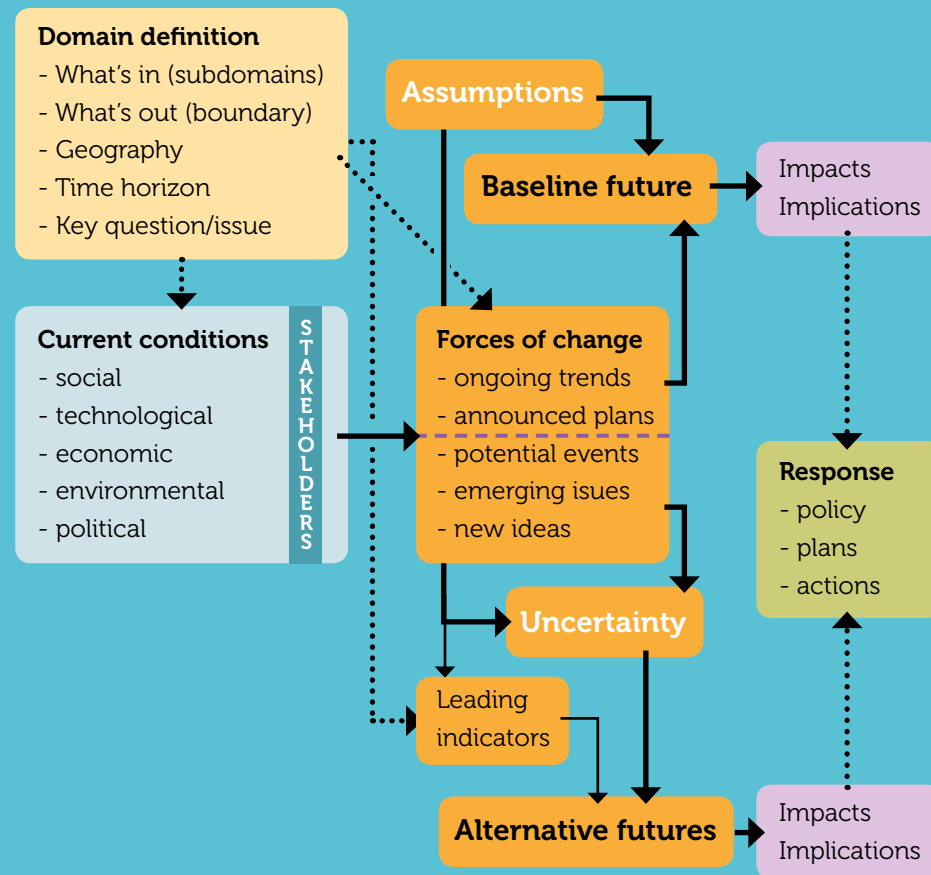 Domain definition
- What's in (subdomains)
- What's out (boundary)
- Geography
- Time horizon
- Key question/issue
Assumptions
Baseline future
Impacts
Implications
Current conditions
- social
- technological
- economic
- environmental
- political
STAKEHOLDERS
Forces of change
- ongoing trends
- announced plans
- potential events
- emerging isues
- new ideas
Response
- policy
- plans
- actions
Uncertainty
Leading
indicators
Alternative futures
Impacts
Implications